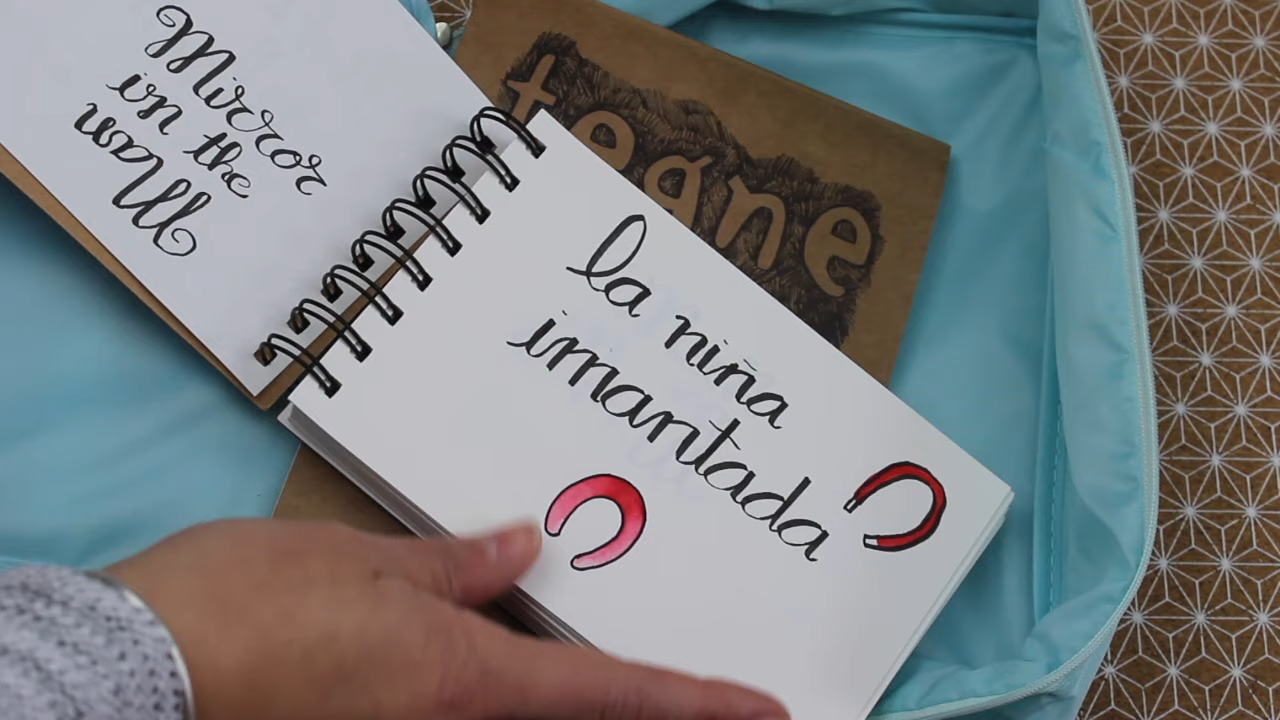 Mirror
in the
wall
la niña
imantada
tegne